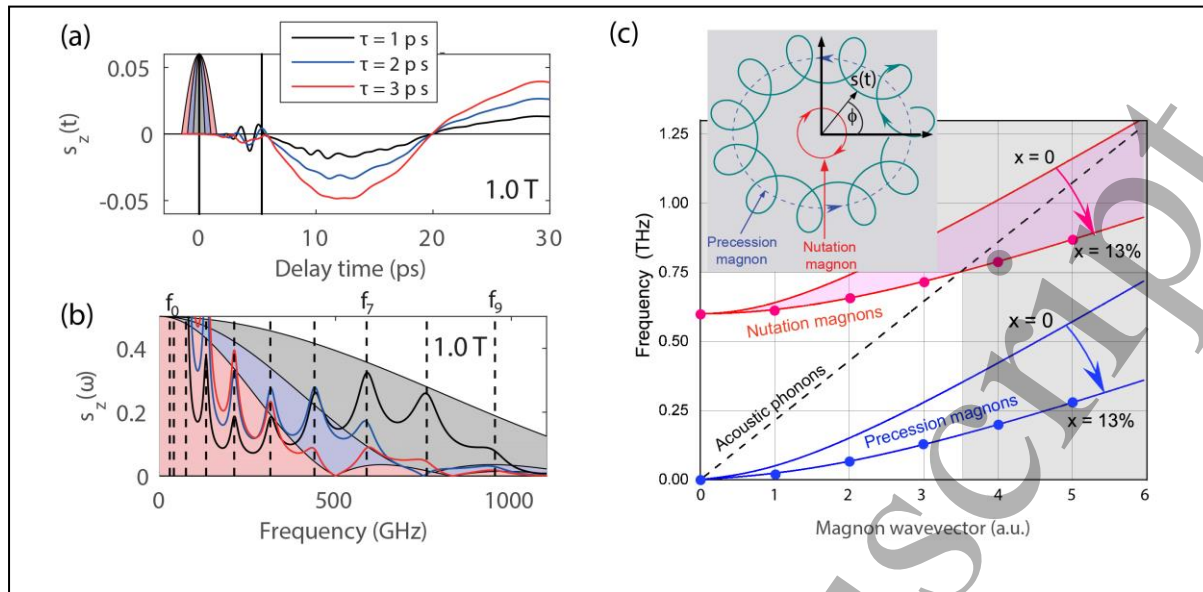 (a)
s_z(t)
0.05
0
-0.05
τ = 1 p s
τ = 2 p s
τ = 3 p s
1.0 T
0 10 20 30
Delay time (ps)
(b)
s_z(ω)
0.4
0.2
0
f_0 f_7 f_9
1.0 T
500 1000
Frequency (GHz)
(c)
s(t)
ϕ
Precession
magnon
Nutation
magnon
Frequency (THz)
1.25
1.00
0.75
0.50
0.25
0.00
x = 0
x = 13%
Nutation magnons
Acoustic phonons
x = 0
Precession magnons
x = 13%
0 1 2 3 4 5 6
Magnon wavevector (a.u.)
script